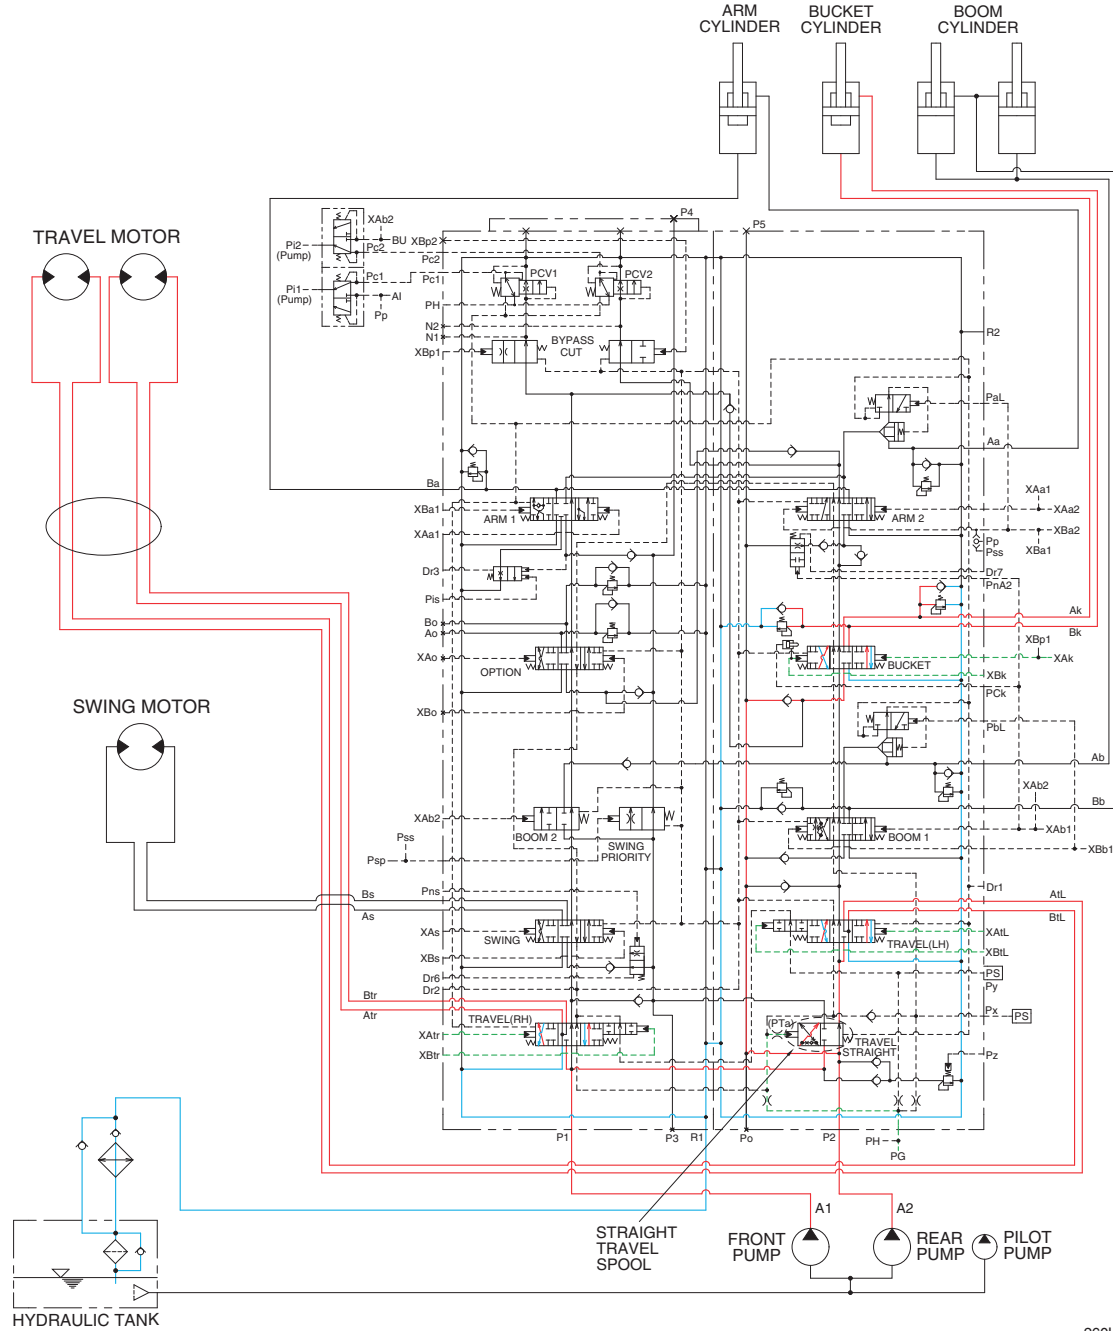 ARM
CYLINDER
BUCKET
CYLINDER
BOOM
CYLINDER
TRAVEL MOTOR
XAb2
BU
XBp2
P4
P5
Pi2
(Pump)
Pc2
Pc2
Pc1
Pi1
(Pump)
AI
Pp
Pc1
PCV1
PCV2
PH
N2
N1
XBp1
BYPASS
CUT
R2
PaL
Aa
Ba
XBa1
ARM 1
XAa1
ARM 2
XAa1
XAa2
XBa2
XBa1
Pp
Pss
Dr3
Pis
Dr7
PnA2
Bo
Ao
Ak
Bk
XBp1
XAo
OPTION
BUCKET
XAk
XBk
PCk
XBo
PbL
SWING MOTOR
Ab
XAb2
Bb
XAb2
BOOM 2
SWING
PRIORITY
BOOM 1
XAb1
XBb1
Pss
Psp
Pns
Dr1
Bs
As
AtL
BtL
XAs
SWING
XBs
TRAVEL(LH)
XAtL
XBtL
Dr6
Dr2
PS
Py
Btr
Atr
TRAVEL(RH)
(PTa)
Px
PS
XAtr
XBtr
TRAVEL
STRAIGHT
Pz
P1
P3
R1
Po
P2
PH
PG
A1
A2
STRAIGHT
TRAVEL
SPOOL
FRONT
PUMP
REAR
PUMP
PILOT
PUMP
HYDRAULIC TANK